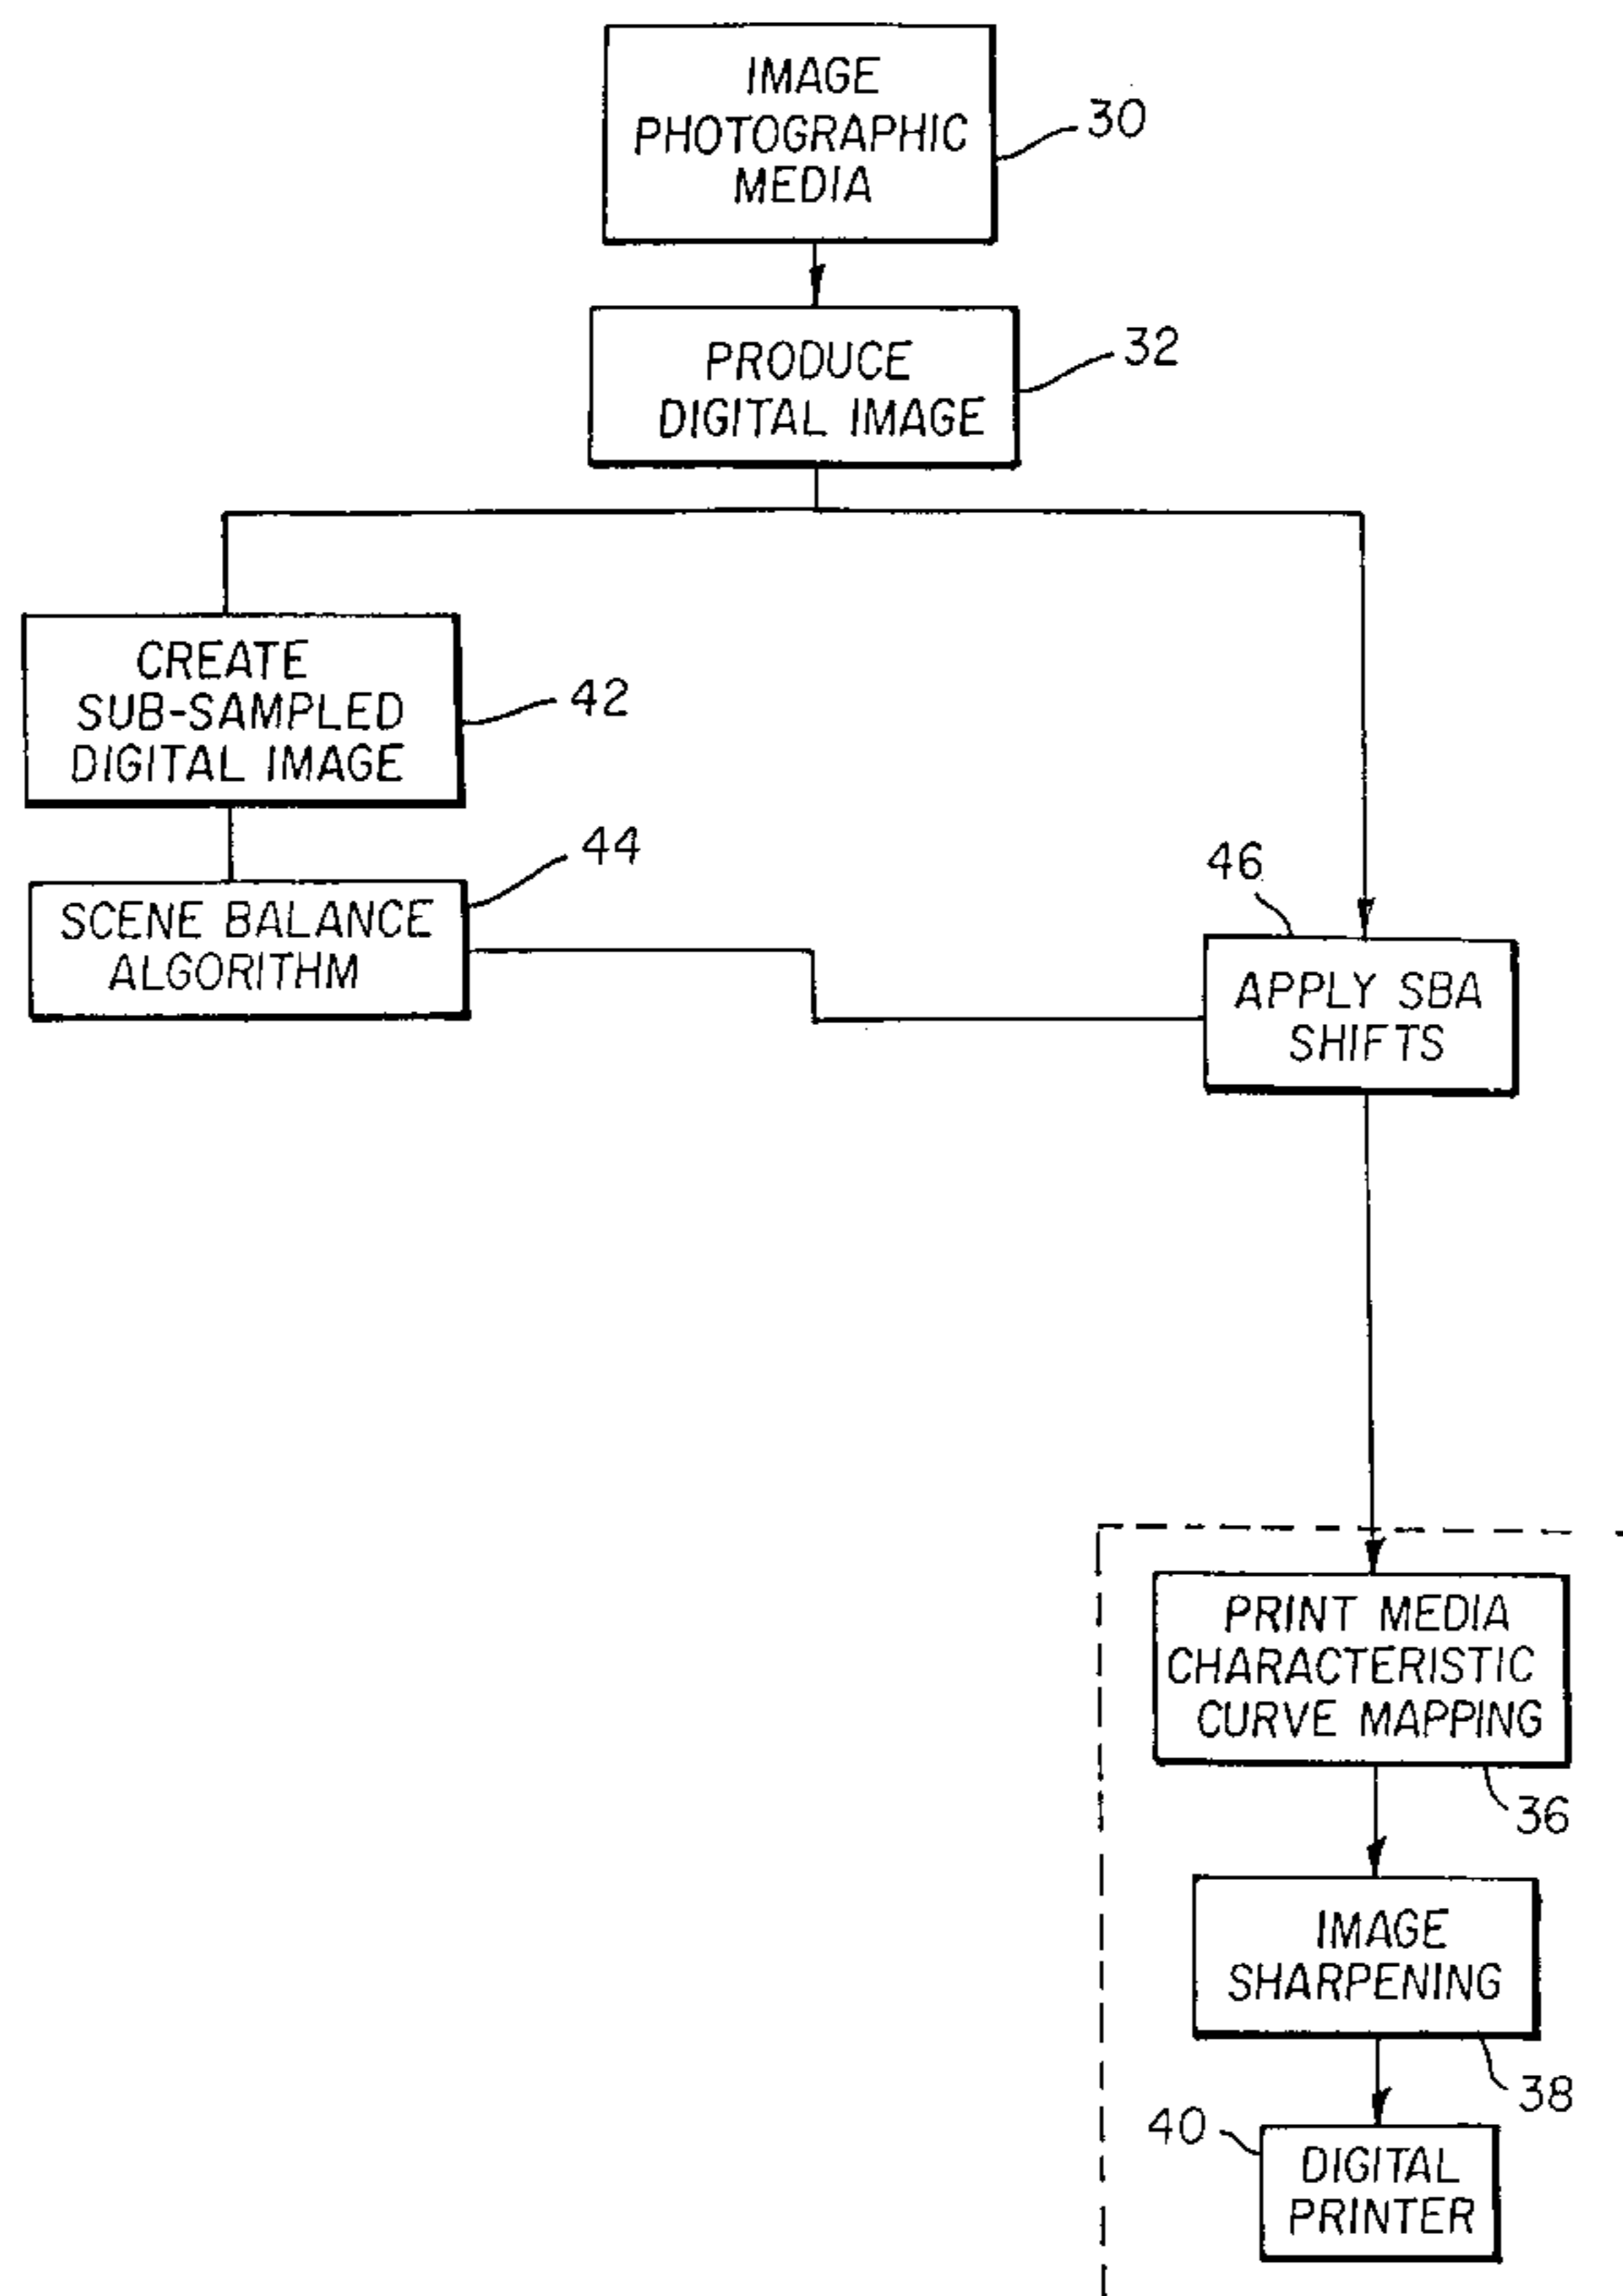 IMAGE
PHOTOGRAPHIC
MEDIA
30
PRODUCE
DIGITAL IMAGE
32
CREATE
SUB-SAMPLED
DIGITAL IMAGE
42
SCENE BALANCE
ALGORITHM
44
46
APPLY SBA
SHIFTS
PRINT MEDIA
CHARACTERISTIC
CURVE MAPPING
36
IMAGE
SHARPENING
38
40
DIGITAL
PRINTER